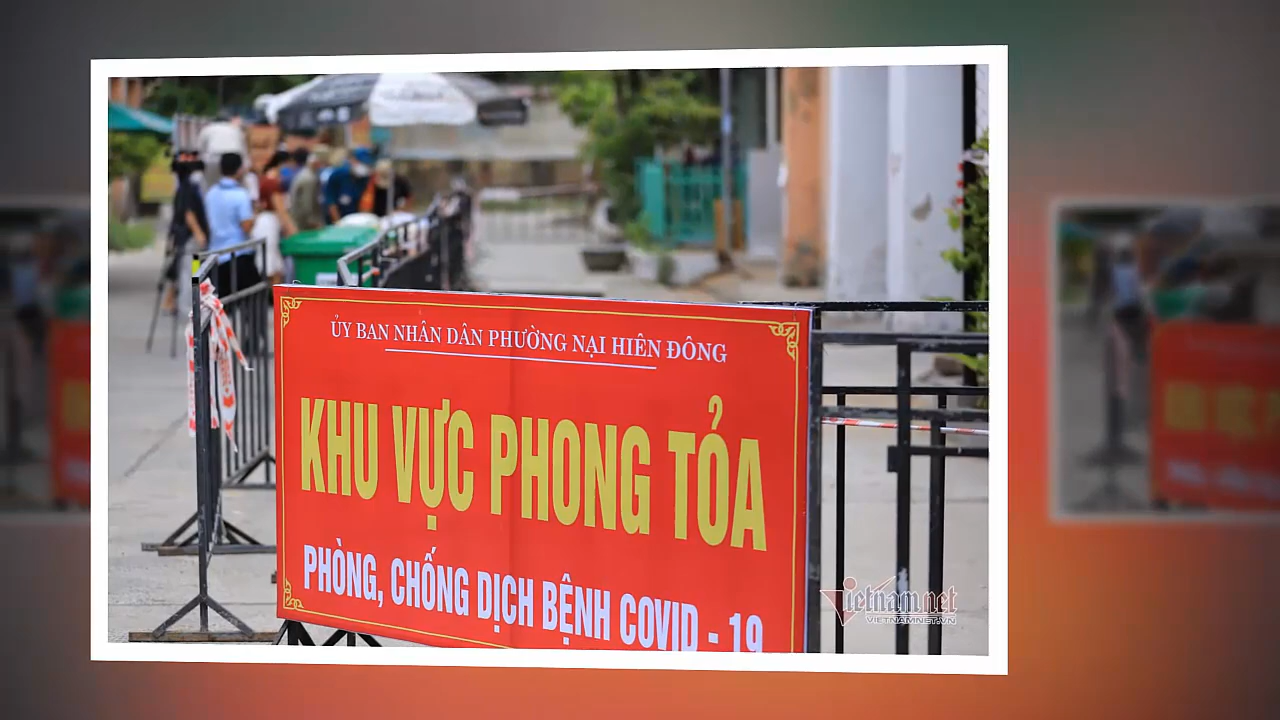 ỦY BAN NHÂN DÂN PHƯỜNG NẠI HIÊN ĐÔNG
KHU VỰC PHONG TỎA
PHÒNG, CHỐNG DỊCH BỆNH COVID - 19
vietnamnet
VIETNAMNET.VN